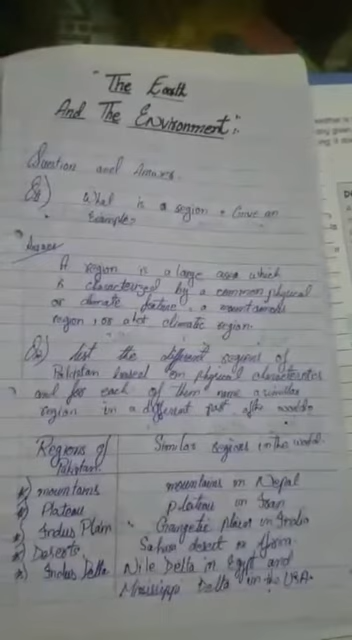 "The Earth
And The Environment".
Question and Answer.
Q1) What is a region? Give an
Example?
Answer
A region is a large area which
is characterized by a common physical
or climate feature, a mountainous
region, or a hot climatic region.
Q2) list the different regions of
Pakistan based on physical characteristics
and for each of them name a similar
region in a different part of the world.
Regions of Pakistan. Similar regions in the world.
mountains mountains in Nepal
Plateau plateau in Iran
Indus Plain Gangetic plain in India
Deserts Sahara desert in
Indus Delta Nile Delta in Egypt and
Mississipi Delta in the USA.